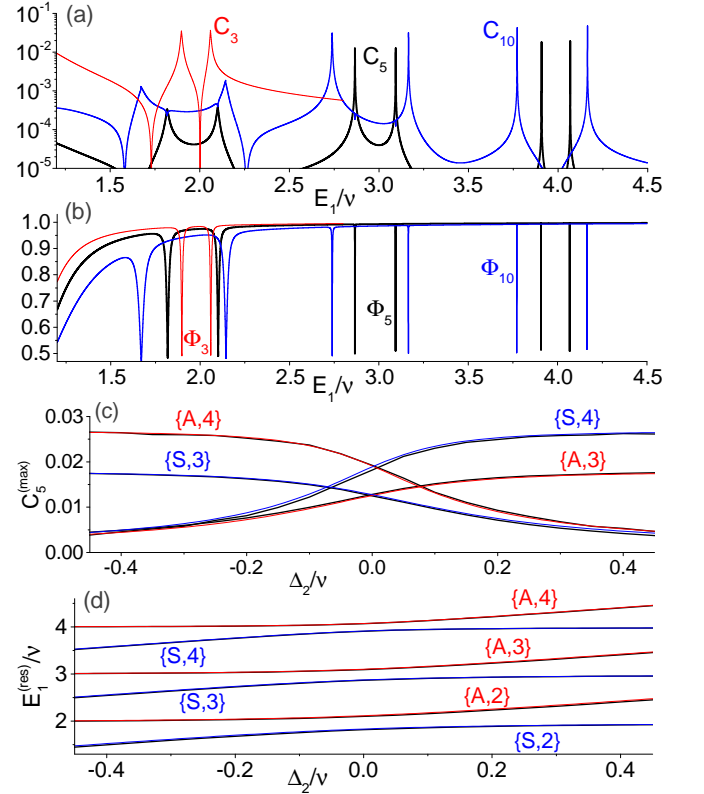 (a)
C₃
C₅
C₁₀
10⁻¹
10⁻²
10⁻³
10⁻⁴
10⁻⁵
1.5 2.0 2.5 3.0 3.5 4.0 4.5
E₁/ν
(b)
1.0
0.9
0.8
0.7
0.6
0.5
Φ₃
Φ₅
Φ₁₀
1.5 2.0 2.5 3.0 3.5 4.0 4.5
E₁/ν
(c)
{A,4}
{S,4}
{S,3}
{A,3}
C₅⁽ᵐᵃˣ⁾
0.03
0.02
0.01
0.00
-0.4 -0.2 0.0 0.2 0.4
Δ₂/ν
(d)
{A,4}
{S,4}
{A,3}
{S,3}
{A,2}
{S,2}
E₁⁽ʳᵉˢ⁾/ν
4
3
2
-0.4 -0.2 0.0 0.2 0.4
Δ₂/ν